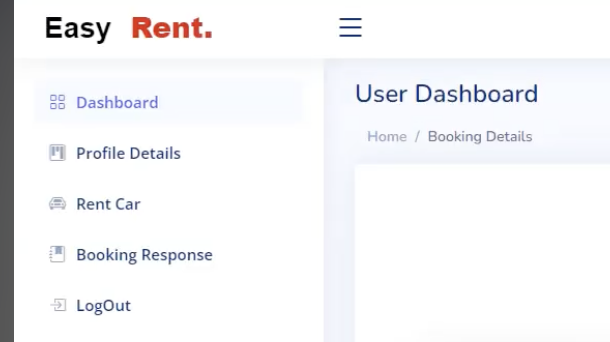 Easy Rent.
Dashboard
Profile Details
Rent Car
Booking Response
LogOut
User Dashboard
Home / Booking Details